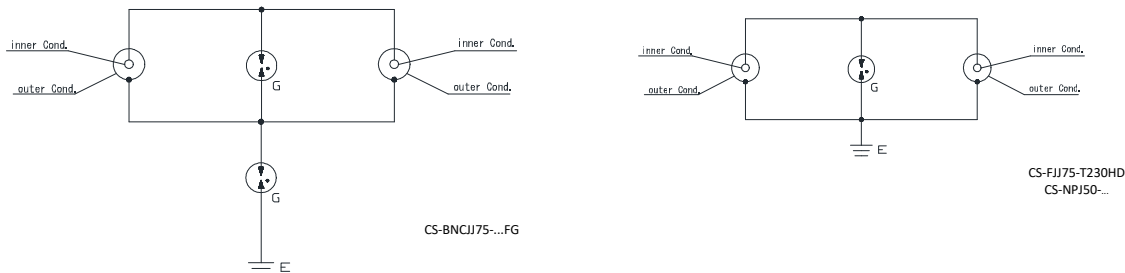 inner Cond.
outer Cond.
G
inner Cond.
outer Cond.
G
E
CS-BNCJJ75-...FG
inner Cond.
outer Cond.
G
inner Cond.
outer Cond.
E
CS-FJJ75-T230HD
CS-NPJ50-...